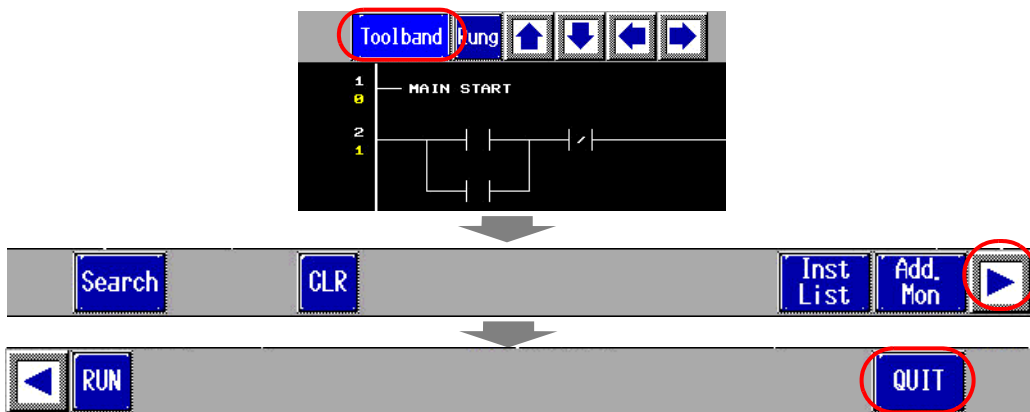 Toolband Rung
1 MAIN START
0
2
1
Search CLR Inst List Add. Mon
RUN QUIT